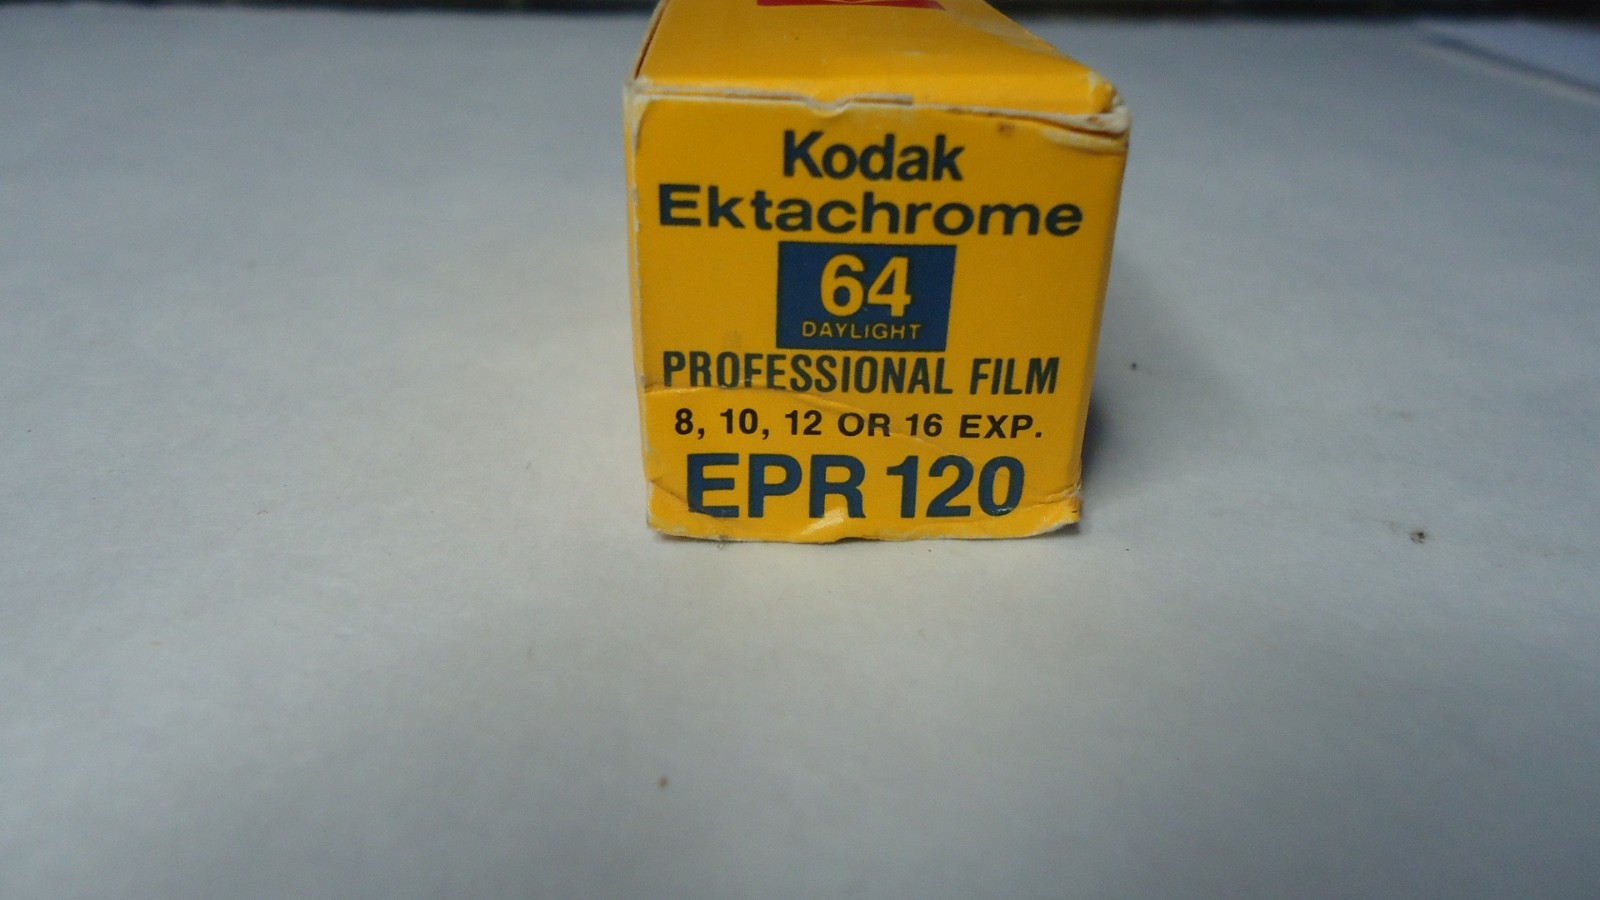 Kodak
Ektachrome
64
DAYLIGHT
PROFESSIONAL FILM
8, 10, 12 OR 16 EXP.
EPR 120